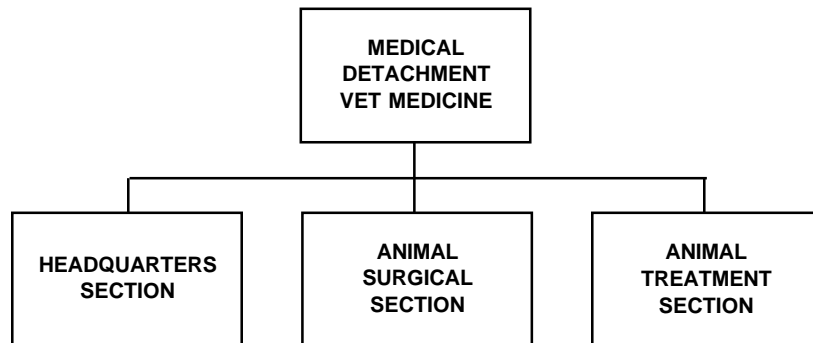 MEDICAL
DETACHMENT
VET MEDICINE
HEADQUARTERS
SECTION
ANIMAL
SURGICAL
SECTION
ANIMAL
TREATMENT
SECTION